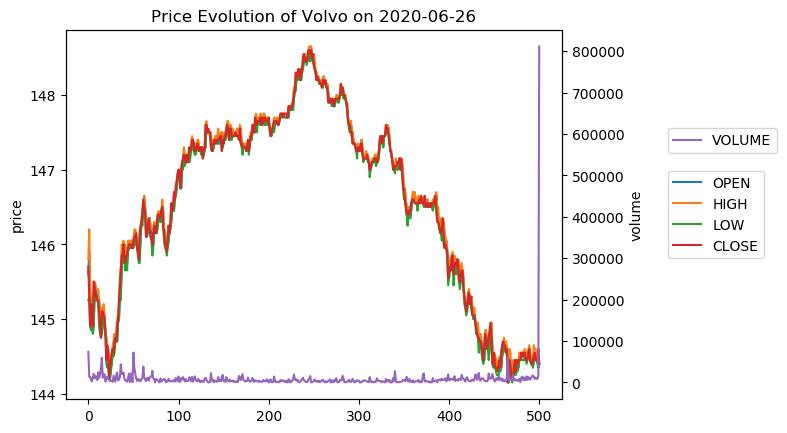 Price Evolution of Volvo on 2020-06-26
price
148
147
146
145
144
0
100
200
300
400
500
800000
700000
600000
500000
400000
300000
200000
100000
0
volume
VOLUME
OPEN
HIGH
LOW
CLOSE